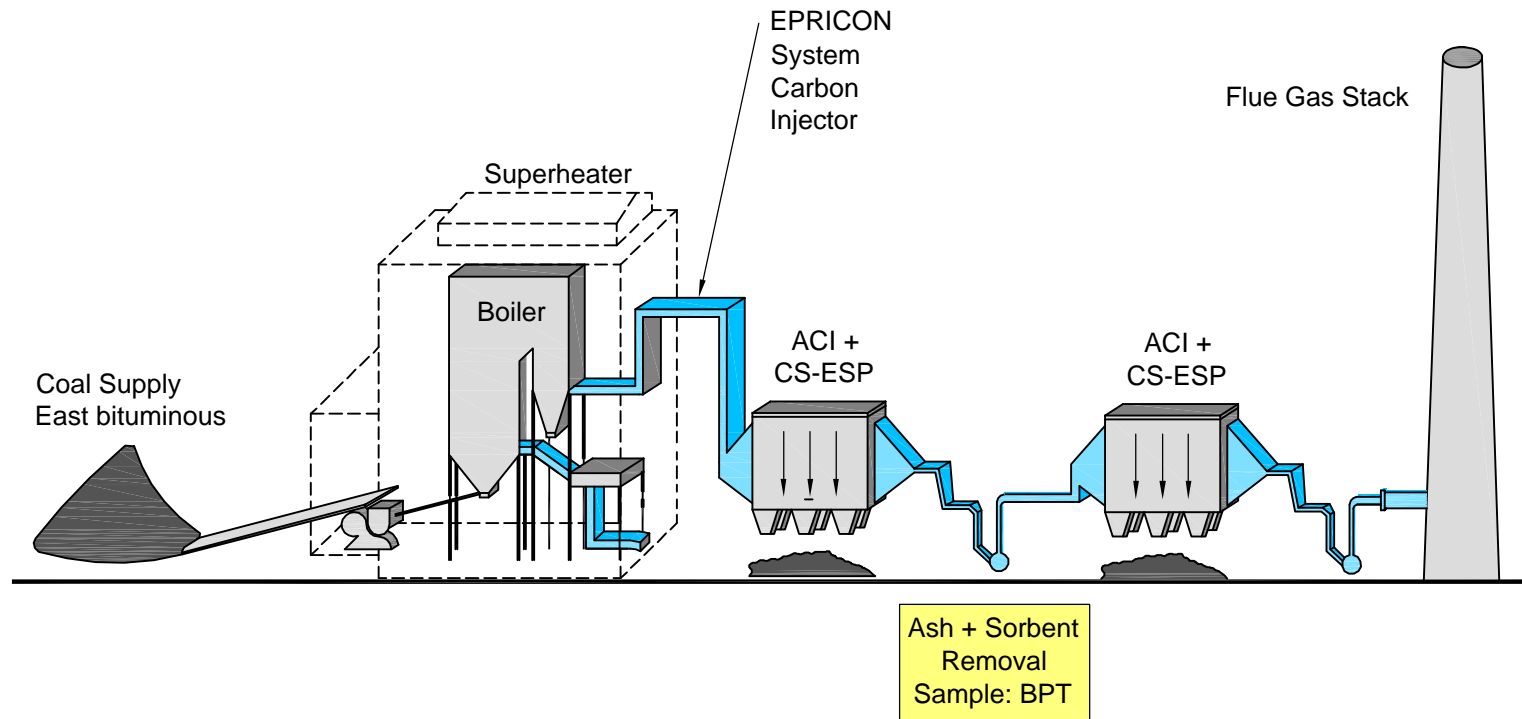 EPRICON
System
Carbon
Injector
Flue Gas Stack
Superheater
Boiler
ACI +
CS-ESP
ACI +
CS-ESP
Coal Supply
East bituminous
Ash + Sorbent
Removal
Sample: BPT